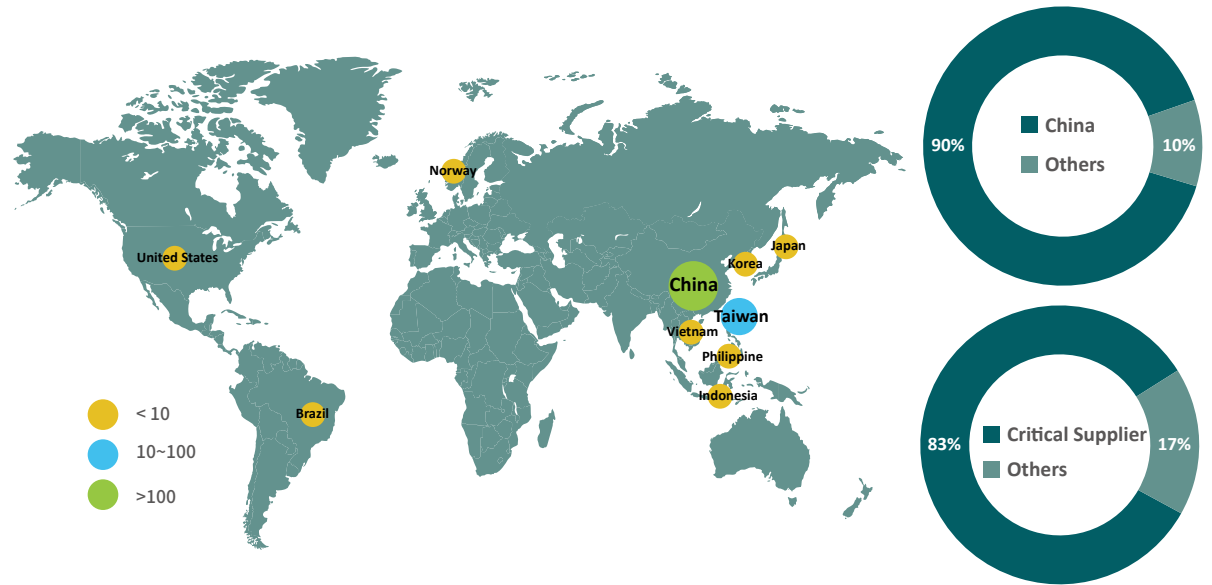 Norway
United States
Japan
Korea
China
Taiwan
Vietnam
Philippine
Indonesia
Brazil
< 10
10~100
>100
90%
China
Others
10%
83%
Critical Supplier
Others
17%